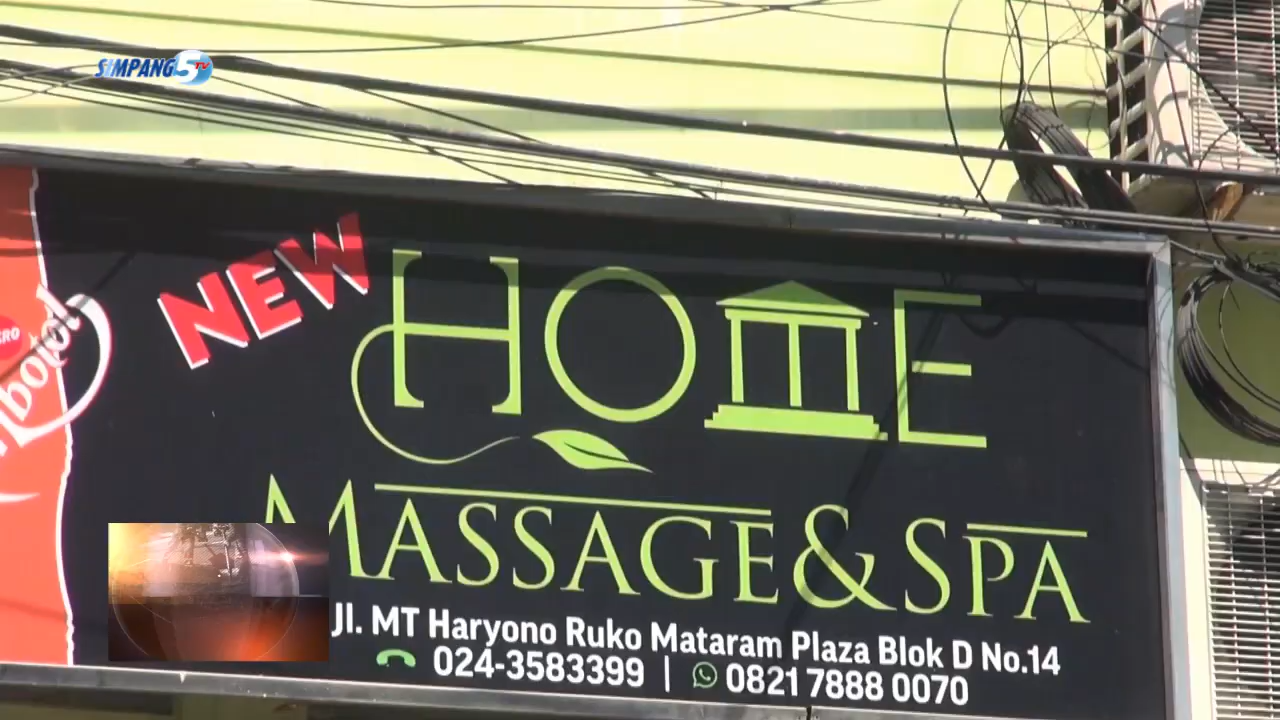 SIMPANG5 TV
NEW
HOME
MASSAGE & SPA
Jl. MT Haryono Ruko Mataram Plaza Blok D No.14
024-3583399 | 0821 7888 0070